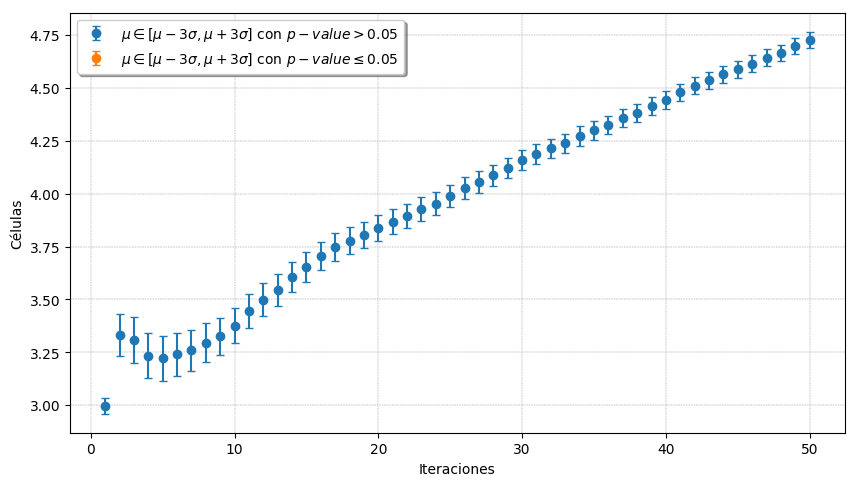 μ ∈ [μ − 3σ, μ + 3σ] con p − value > 0.05
μ ∈ [μ − 3σ, μ + 3σ] con p − value ≤ 0.05
4.75
4.50
4.25
4.00
3.75
3.50
3.25
3.00
Células
0 10 20 30 40 50
Iteraciones